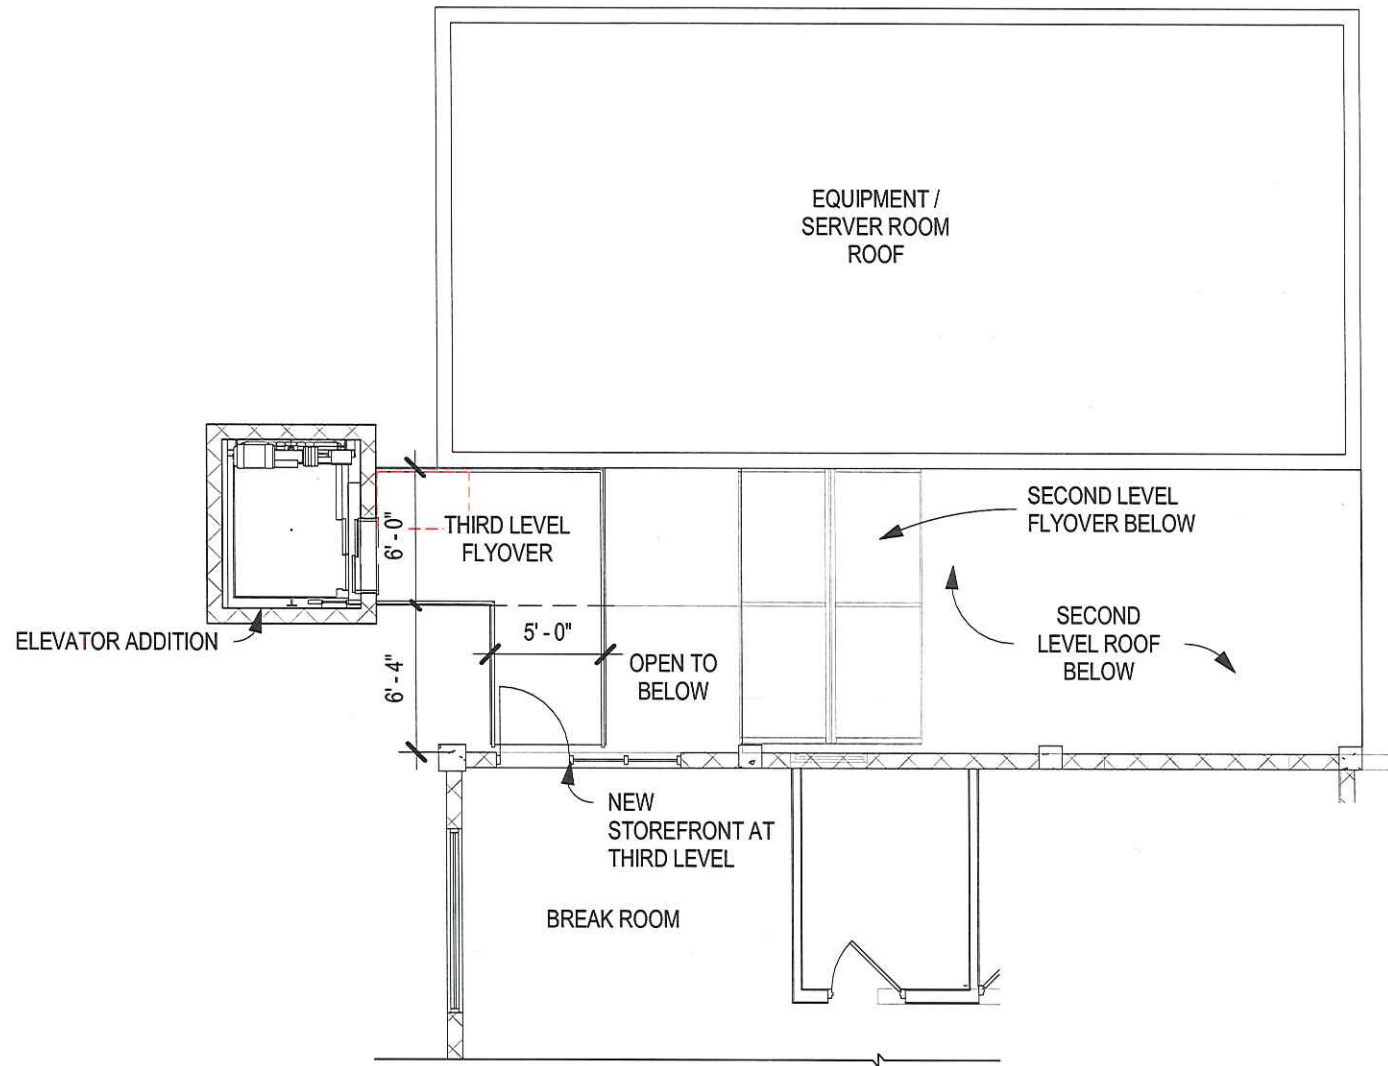 EQUIPMENT /
SERVER ROOM
ROOF
SECOND LEVEL
FLYOVER BELOW
THIRD LEVEL
FLYOVER
6' - 0"
SECOND
LEVEL ROOF
BELOW
ELEVATOR ADDITION
5' - 0"
6' - 4"
OPEN TO
BELOW
NEW
STOREFRONT AT
THIRD LEVEL
BREAK ROOM